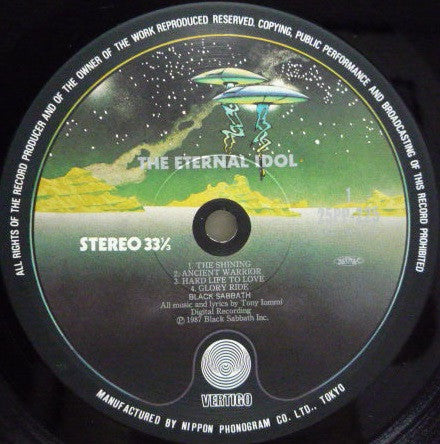 ALL RIGHTS OF THE RECORD PRODUCER AND OF THE OWNER OF THE WORK REPRODUCED RESERVED. COPYING, PUBLIC PERFORMANCE AND BROADCASTING OF THIS RECORD PROHIBITED
THE ETERNAL IDOL
1
STEREO 33⅓
1. THE SHINING
2. ANCIENT WARRIOR
3. HARD LIFE TO LOVE
4. GLORY RIDE
BLACK SABBATH
All music and lyrics by Tony Iommi
Digital Recording
Ⓟ 1987 Black Sabbath Inc.
VERTIGO
MANUFACTURED BY NIPPON PHONOGRAM CO. LTD., TOKYO